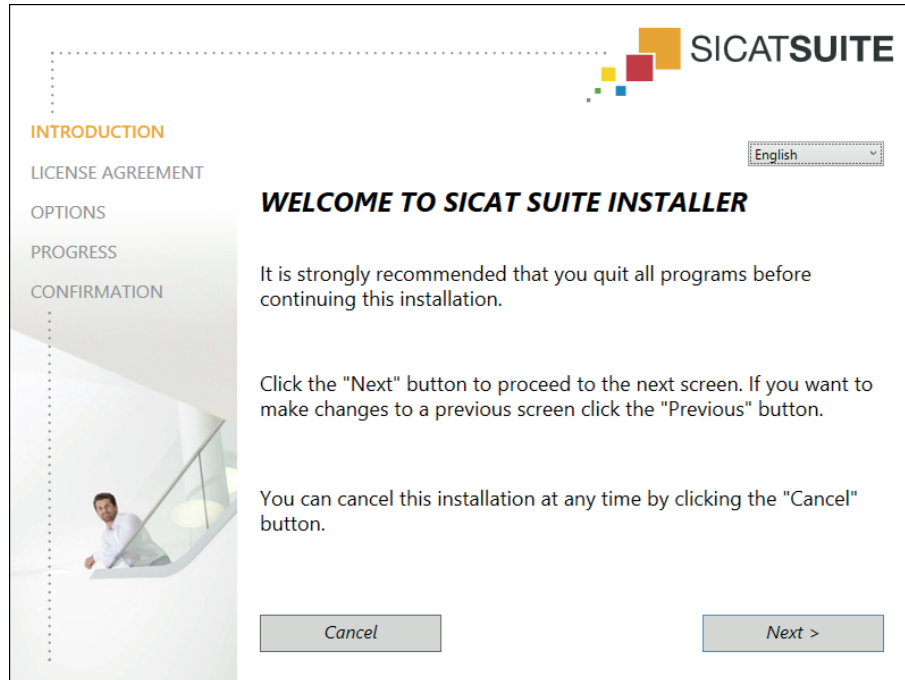 SICATSUITE
INTRODUCTION
LICENSE AGREEMENT
OPTIONS
PROGRESS
CONFIRMATION
English
WELCOME TO SICAT SUITE INSTALLER
It is strongly recommended that you quit all programs before
continuing this installation.
Click the "Next" button to proceed to the next screen. If you want to
make changes to a previous screen click the "Previous" button.
You can cancel this installation at any time by clicking the "Cancel"
button.
Cancel
Next >